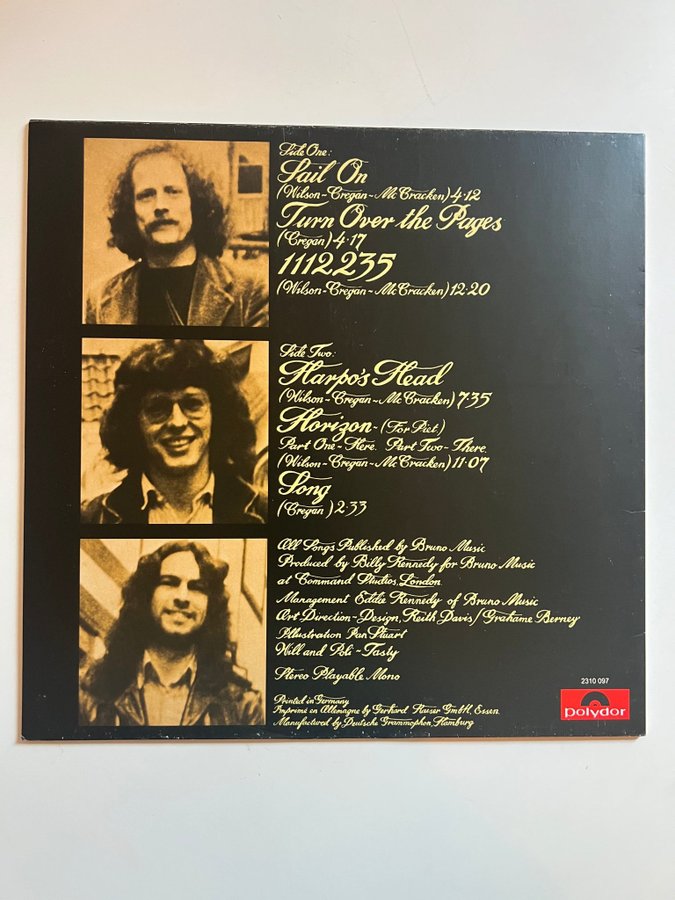 Side One:
Sail On
(Wilson-Cregan-McCracken) 4·12
Turn Over the Pages
(Cregan) 4·17
1112235
(Wilson-Cregan-McCracken) 12·20
Side Two:
Harpo's Head
(Wilson-Cregan-McCracken) 7·35
Horizon-(For Pict.)
Part One-Here. Part Two-There.
(Wilson-Cregan-McCracken) 11·07
Song
(Cregan) 2·33
All Songs Published by Bruno Music
Produced by Billy Kennedy for Bruno Music
at Command Studios, London.
Management Eddie Kennedy of Bruno Music
Art Direction-Design, Keith Davis/Grahame Berney
Illustration Ian Stuart
Will and Poli-Tasty
Stereo Playable Mono
Printed in Germany
Imprimé en Allemagne by Gerhard Kaiser GmbH, Essen.
Manufactured by Deutsche Grammophon, Hamburg
2310 097
polydor